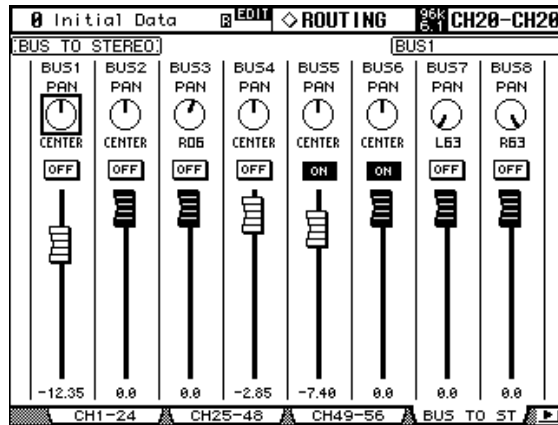 0 Initial Data R EDIT ◇ROUTING 96k 6.1 CH20-CH20
BUS TO STEREO BUS1
BUS1 BUS2 BUS3 BUS4 BUS5 BUS6 BUS7 BUS8
PAN PAN PAN PAN PAN PAN PAN PAN
CENTER CENTER R06 CENTER CENTER CENTER L63 R63
OFF OFF OFF OFF ON ON OFF OFF
-12.35 0.0 0.0 -2.85 -7.40 0.0 0.0 0.0
CH1-24 CH25-48 CH49-56 BUS TO ST